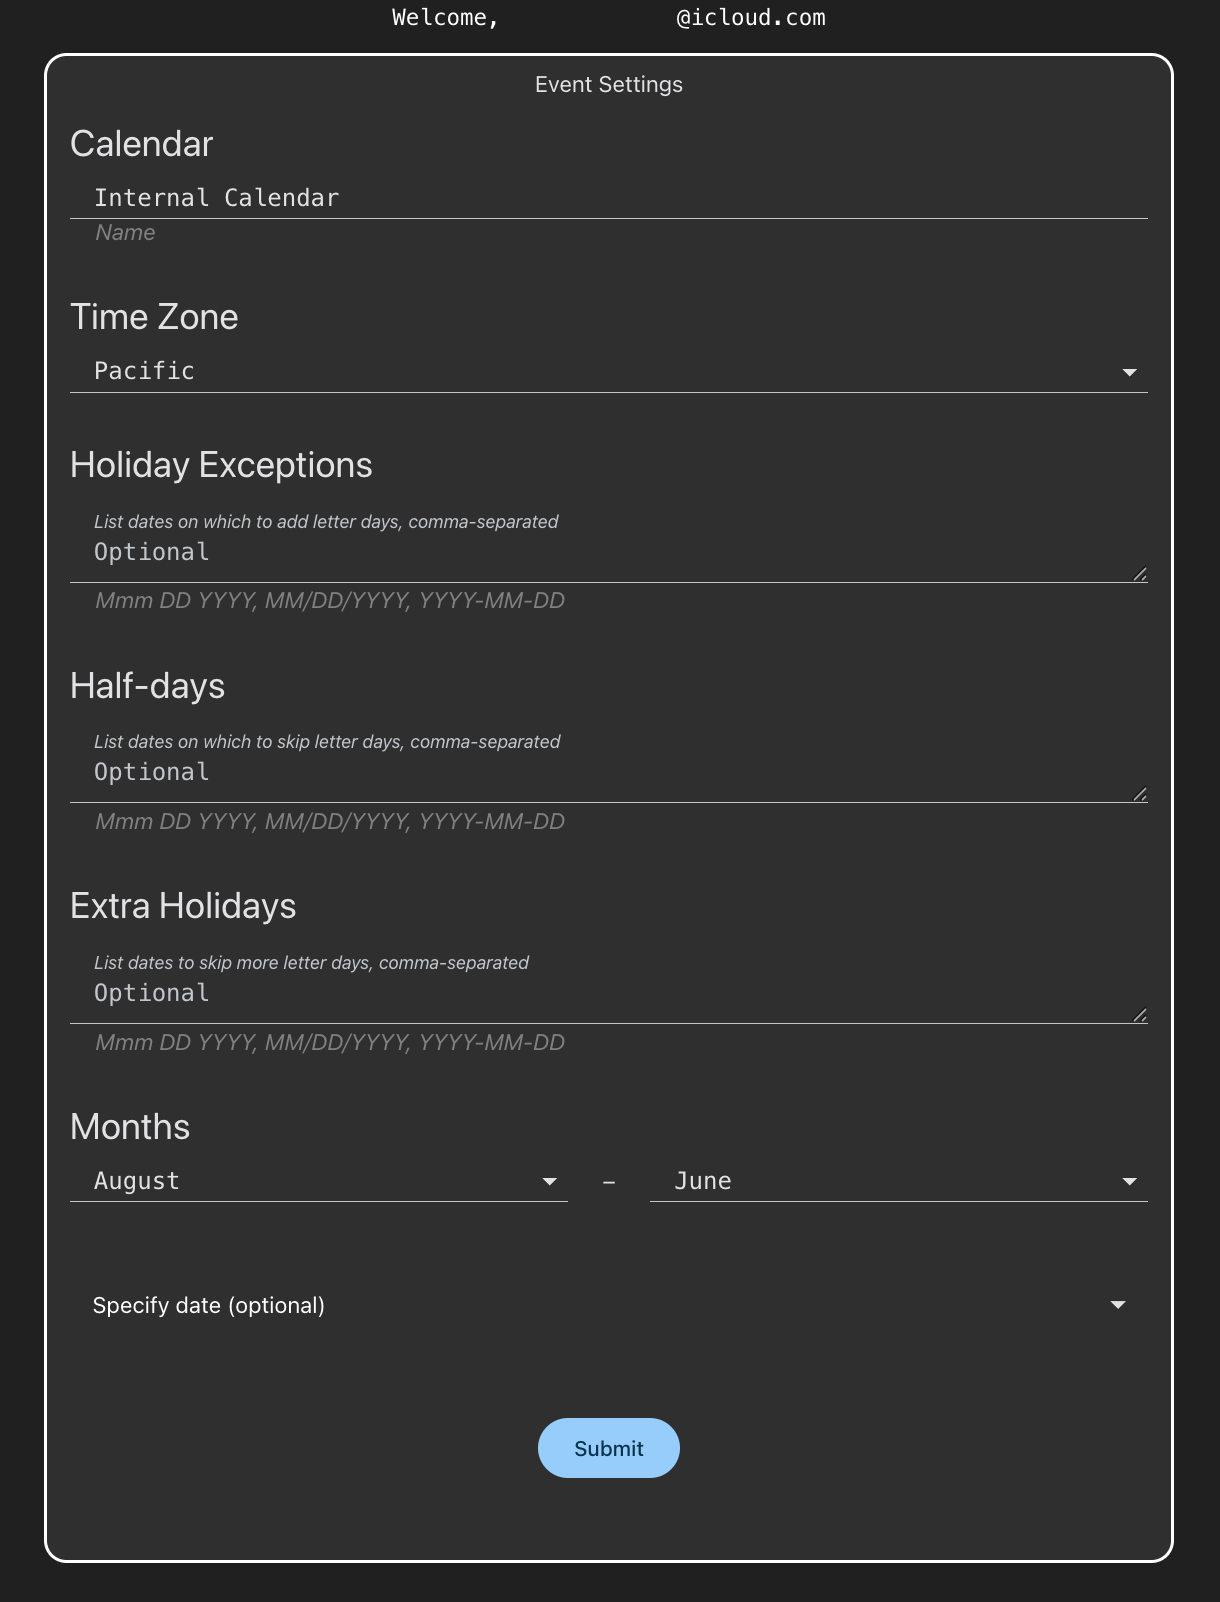 Welcome, @icloud.com
Event Settings
Calendar
Internal Calendar
Name
Time Zone
Pacific
Holiday Exceptions
List dates on which to add letter days, comma-separated
Optional
Mmm DD YYYY, MM/DD/YYYY, YYYY-MM-DD
Half-days
List dates on which to skip letter days, comma-separated
Optional
Mmm DD YYYY, MM/DD/YYYY, YYYY-MM-DD
Extra Holidays
List dates to skip more letter days, comma-separated
Optional
Mmm DD YYYY, MM/DD/YYYY, YYYY-MM-DD
Months
August – June
Specify date (optional)
Submit